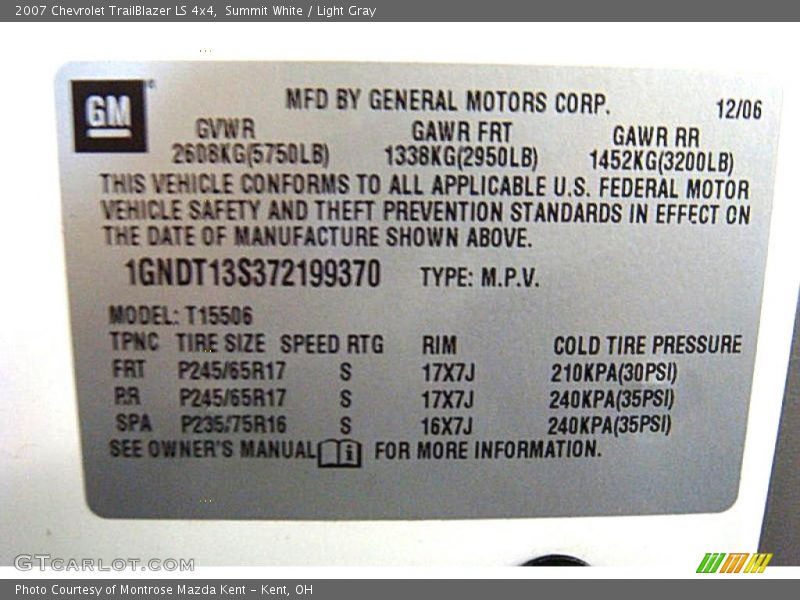 2007 Chevrolet TrailBlazer LS 4x4, Summit White / Light Gray
GM
MFD BY GENERAL MOTORS CORP. 12/06
GVWR GAWR FRT GAWR RR
2608KG(5750LB) 1338KG(2950LB) 1452KG(3200LB)
THIS VEHICLE CONFORMS TO ALL APPLICABLE U.S. FEDERAL MOTOR
VEHICLE SAFETY AND THEFT PREVENTION STANDARDS IN EFFECT ON
THE DATE OF MANUFACTURE SHOWN ABOVE.
1GNDT13S372199370 TYPE: M.P.V.
MODEL: T15506
TPNC TIRE SIZE SPEED RTG RIM COLD TIRE PRESSURE
FRT P245/65R17 S 17X7J 210KPA(30PSI)
RR P245/65R17 S 17X7J 240KPA(35PSI)
SPA P235/75R16 S 16X7J 240KPA(35PSI)
SEE OWNER'S MANUAL FOR MORE INFORMATION.
GTcarlot.com
Photo Courtesy of Montrose Mazda Kent - Kent, OH